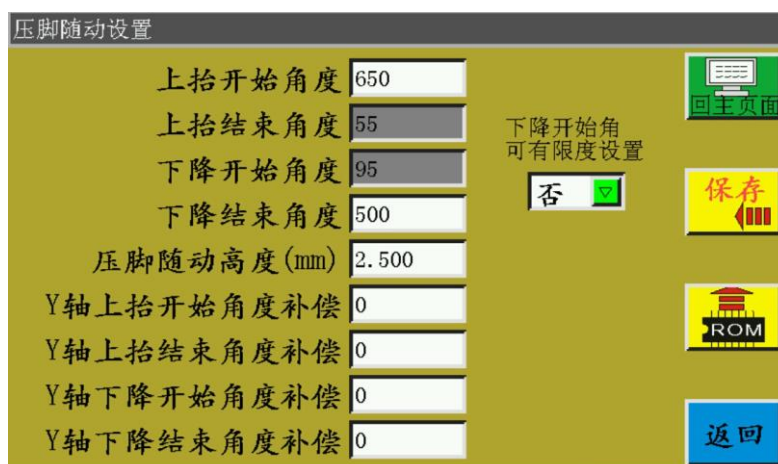 压脚随动设置
上抬开始角度 650
上抬结束角度 55
下降开始角度 95
下降结束角度 500
压脚随动高度(mm) 2.500
Y轴上抬开始角度补偿 0
Y轴上抬结束角度补偿 0
Y轴下降开始角度补偿 0
Y轴下降结束角度补偿 0
下降开始角
可有限度设置
否
回主页面
保存
ROM
返回